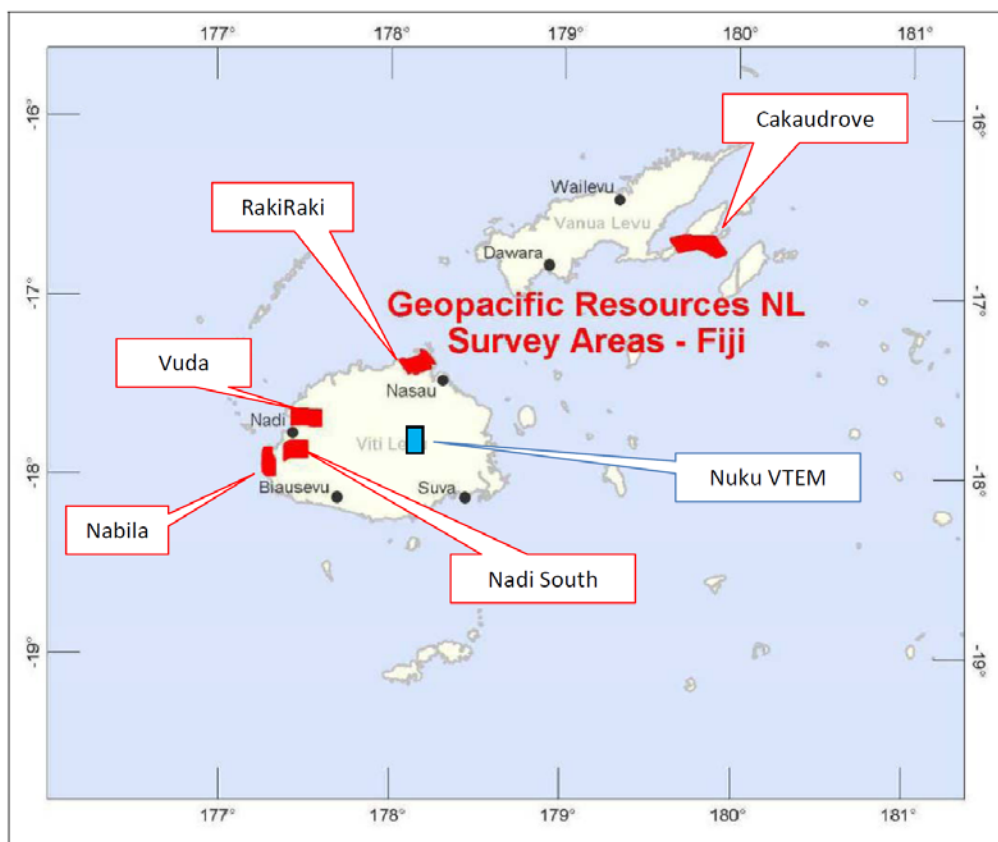 177°
178°
179°
180°
181°
-16°
-16°
Cakaudrove
RakiRaki
Wailevu
Vanua Levu
Dawara
-17°
-17°
Geopacific Resources NL
Survey Areas - Fiji
Vuda
Nasau
Nadi
Viti Levu
-18°
-18°
Nuku VTEM
Biausevu
Suva
Nabila
Nadi South
-19°
-19°
177°
178°
179°
180°
181°